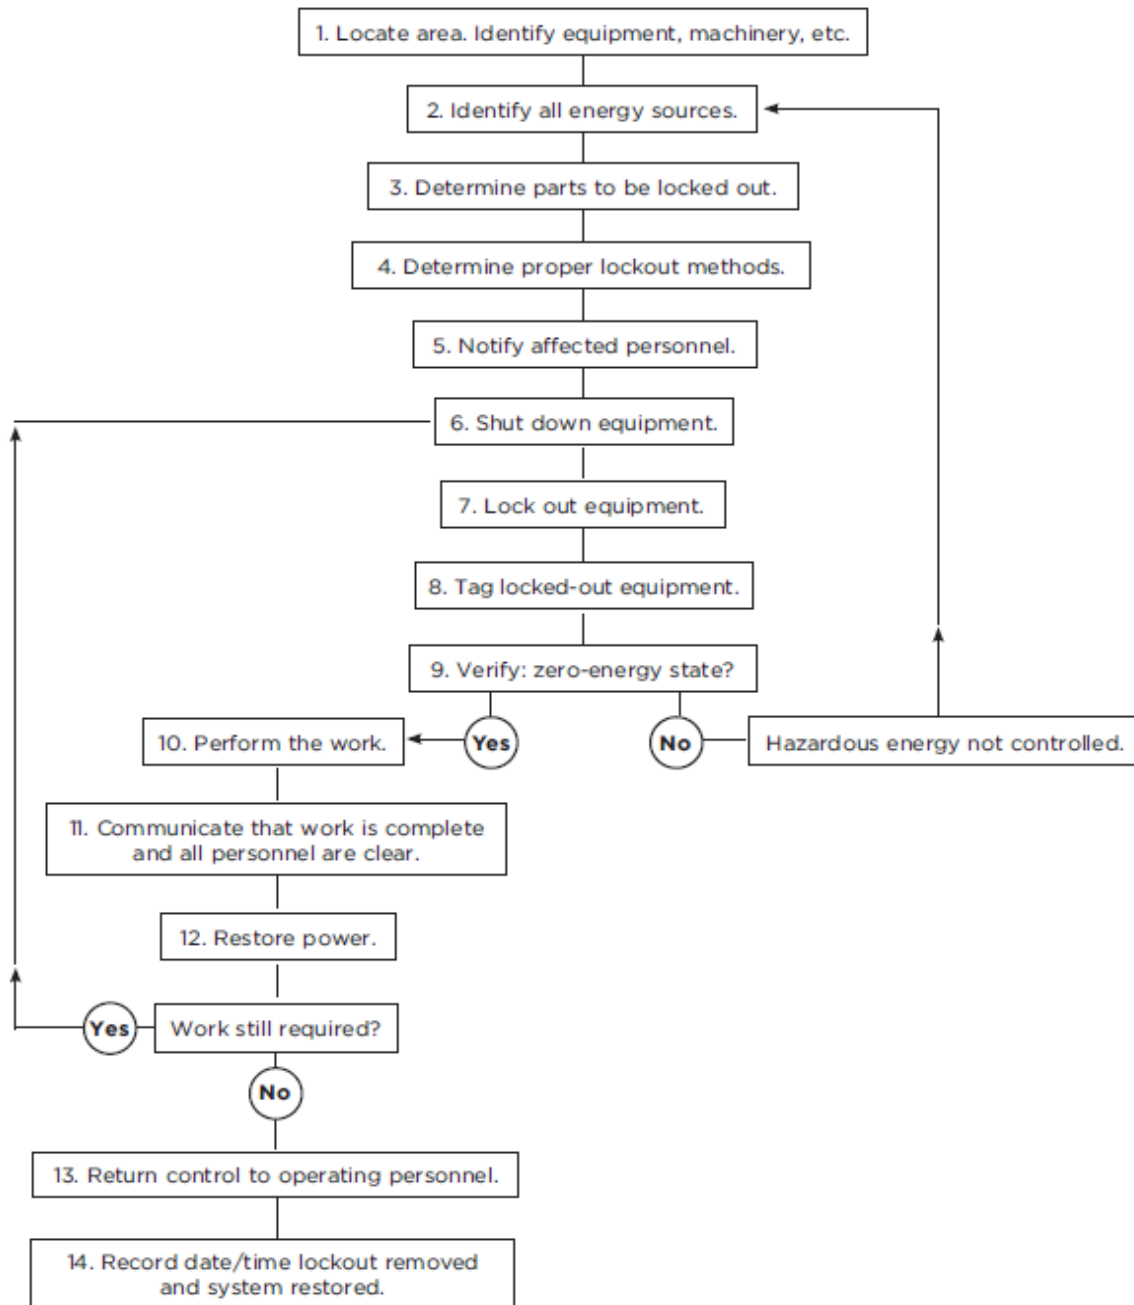 1. Locate area. Identify equipment, machinery, etc.
2. Identify all energy sources.
3. Determine parts to be locked out.
4. Determine proper lockout methods.
5. Notify affected personnel.
6. Shut down equipment.
7. Lock out equipment.
8. Tag locked-out equipment.
9. Verify: zero-energy state?
10. Perform the work.
Yes
No
Hazardous energy not controlled.
11. Communicate that work is complete
and all personnel are clear.
12. Restore power.
Yes
Work still required?
No
13. Return control to operating personnel.
14. Record date/time lockout removed
and system restored.